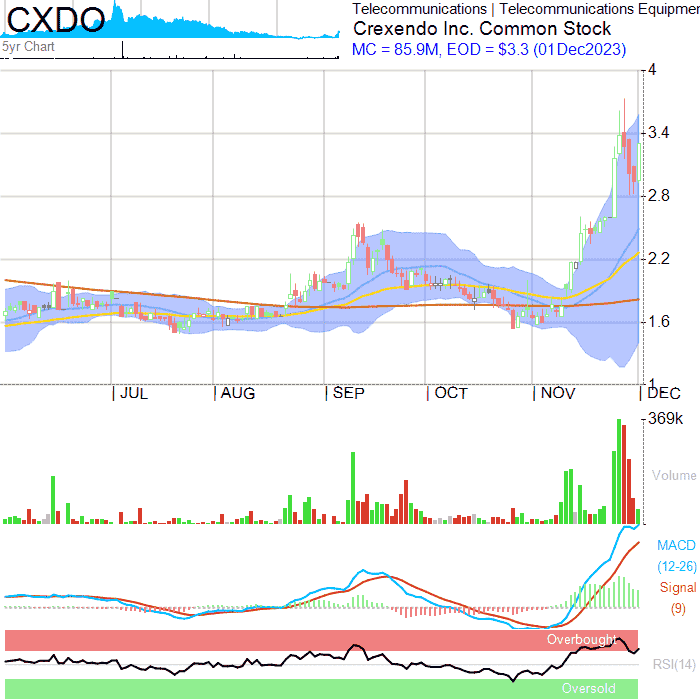 CXDO
5yr Chart
Telecommunications | Telecommunications Equipmen
Crexendo Inc. Common Stock
MC = 85.9M, EOD = $3.3 (01Dec2023)
4
3.4
2.8
2.2
1.6
1
JUL
AUG
SEP
OCT
NOV
DEC
369k
Volume
MACD
(12-26)
Signal
(9)
Overbought
RSI(14)
Oversold